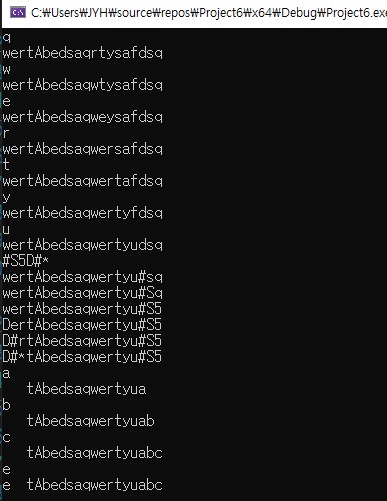 C:₩Users₩JYH₩source₩repos₩Project6₩x64₩Debug₩Project6.exe
q
wertAbedsaqrtysafdsq
w
wertAbedsaqwtysafdsq
e
wertAbedsaqweysafdsq
r
wertAbedsaqwersafdsq
t
wertAbedsaqwertafdsq
y
wertAbedsaqwertyfdsq
u
wertAbedsaqwertyudsq
#S5D#*
wertAbedsaqwertyu#sq
wertAbedsaqwertyu#Sq
wertAbedsaqwertyu#S5
DertAbedsaqwertyu#S5
D#rtAbedsaqwertyu#S5
D#*tAbedsaqwertyu#S5
a
   tAbedsaqwertyua
b
   tAbedsaqwertyuab
c
   tAbedsaqwertyuabc
e
e  tAbedsaqwertyuabc